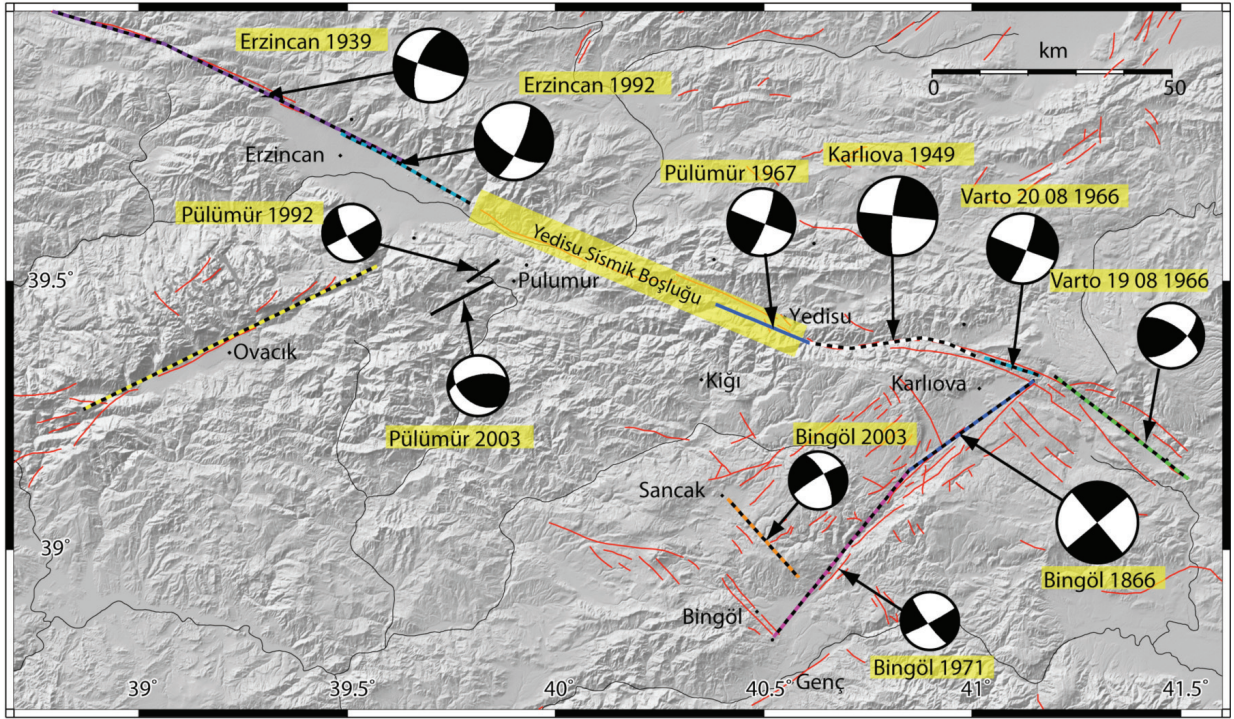 Erzincan 1939
km
0
50
Erzincan 1992
Erzincan
Karlıova 1949
Pülümür 1967
Varto 20 08 1966
Pülümür 1992
Yedisu Sismik Boşluğu
39.5°
Pulumur
Varto 19 08 1966
Yedisu
Ovacık
Kiğı
Karlıova
Pülümür 2003
Bingöl 2003
Sancak
39°
Bingöl 1866
Bingöl
Bingöl 1971
Genç
39°
39.5°
40°
40.5°
41°
41.5°